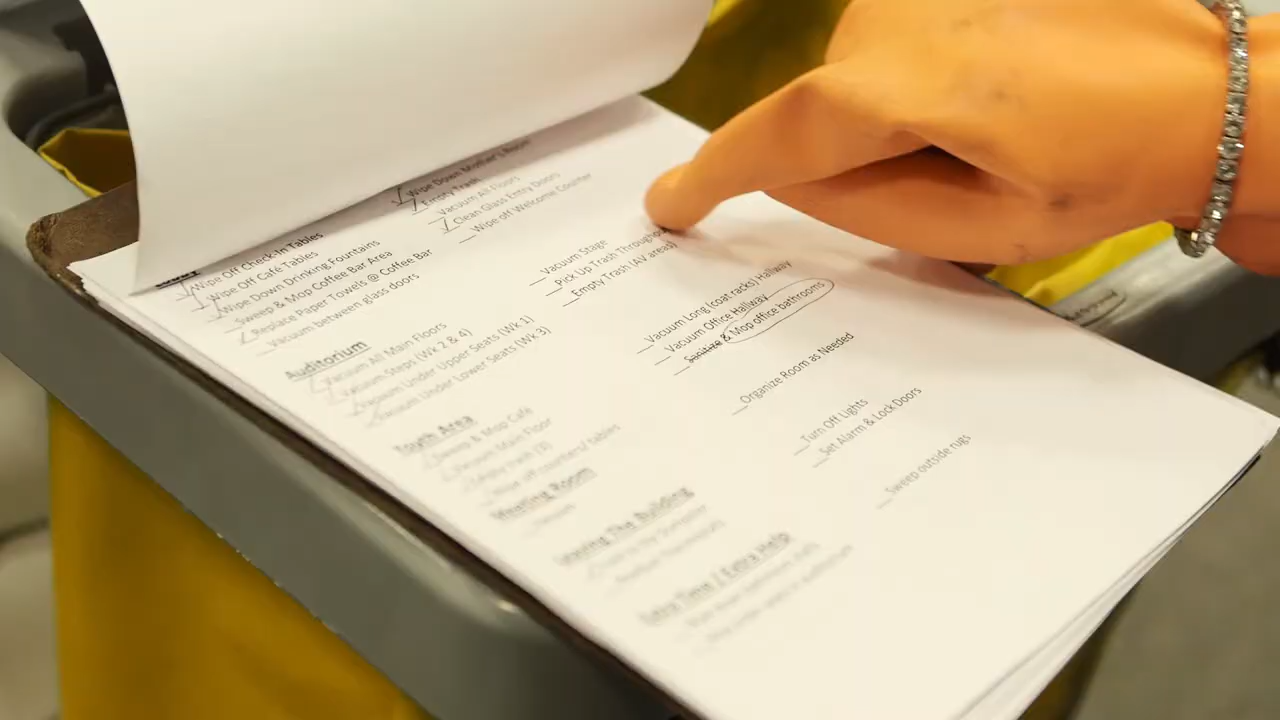 Wipe Down Mother's Room
Empty Trash
Vacuum All Floors
Clean Glass Entry Doors
Wipe off Welcome Counter
Wipe Off Check-In Tables
Wipe Off Café Tables
Wipe Down Drinking Fountains
Sweep & Mop Coffee Bar Area
Replace Paper Towels @ Coffee Bar
Vacuum between glass doors
Auditorium
Vacuum All Main Floors
Vacuum Steps (Wk 2 & 4)
Vacuum Under Upper Seats (Wk 1)
Vacuum Under Lower Seats (Wk 3)
Vacuum Stage
Pick Up Trash Throughout
Empty Trash (AV areas)
Youth Area
Sweep & Mop Café
Vacuum Main Floor
Empty Trash (3)
Wipe off counters/ tables
Vacuum Long (coat racks) Hallway
Vacuum Office Hallway
Sanitze & Mop office bathrooms
Meeting Room
Vacuum
Organize Room as Needed
Leaving The Building
Turn Off Lights
Set Alarm & Lock Doors
Extra Time / Extra Help
Sweep outside rugs